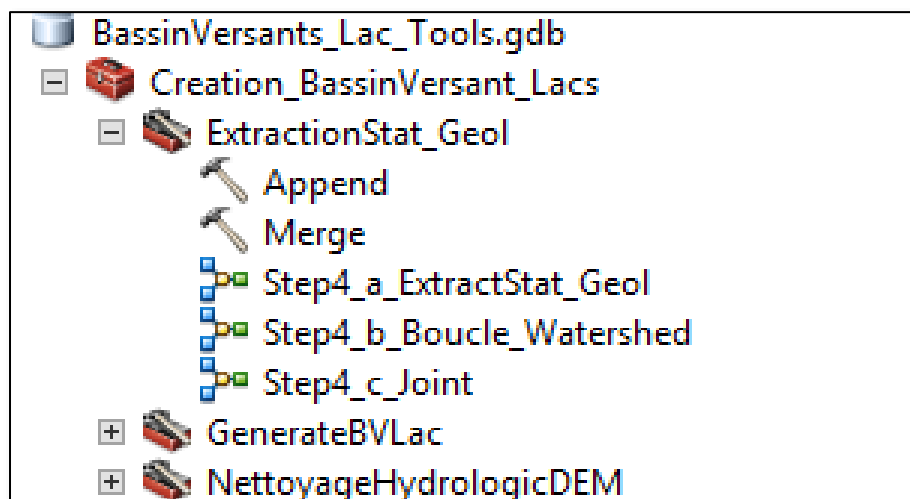 BassinVersants_Lac_Tools.gdb
Creation_BassinVersant_Lacs
ExtractionStat_Geol
Append
Merge
Step4_a_ExtractStat_Geol
Step4_b_Boucle_Watershed
Step4_c_Joint
GenerateBVLac
NettoyageHydrologicDEM